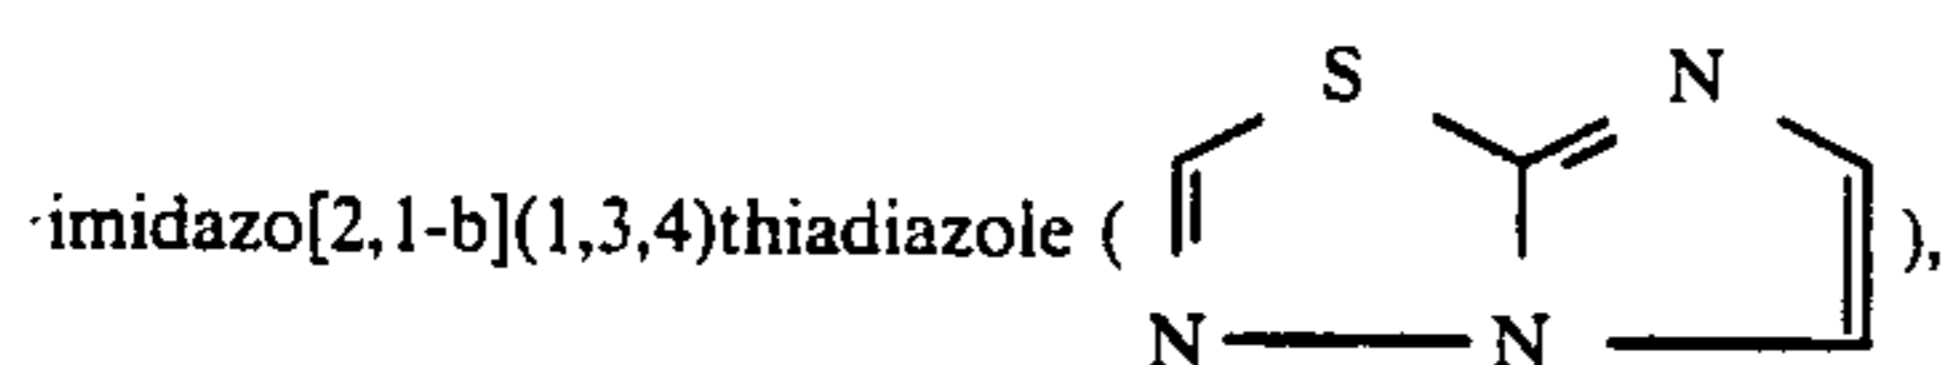 imidazo[2,1-b](1,3,4)thiadiazole ( S N N N ),